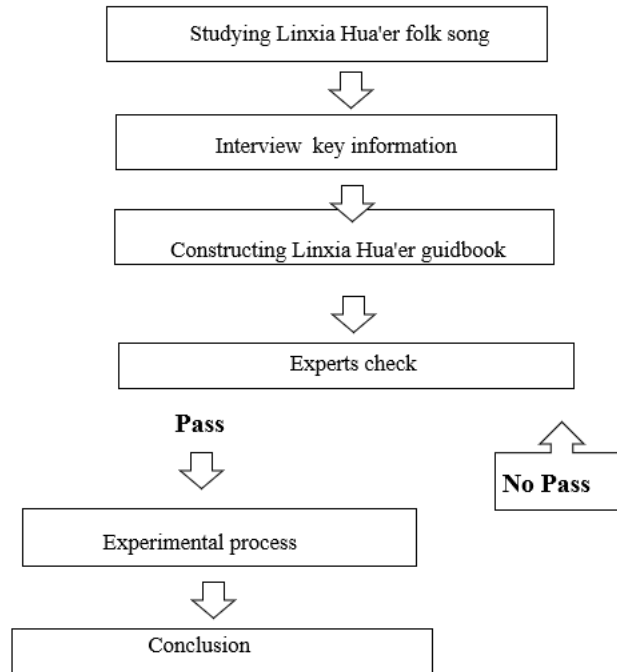 Studying Linxia Hua'er folk song
Interview key information
Constructing Linxia Hua'er guidbook
Experts check
Pass
No Pass
Experimental process
Conclusion